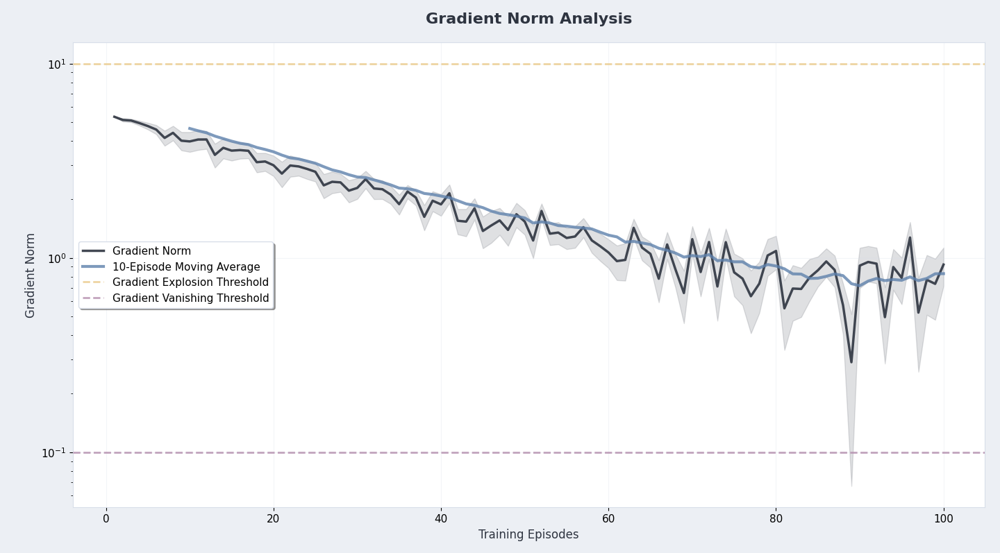 Gradient Norm Analysis
Gradient Norm
10¹
10⁰
10⁻¹
Gradient Norm
10-Episode Moving Average
Gradient Explosion Threshold
Gradient Vanishing Threshold
0 20 40 60 80 100
Training Episodes